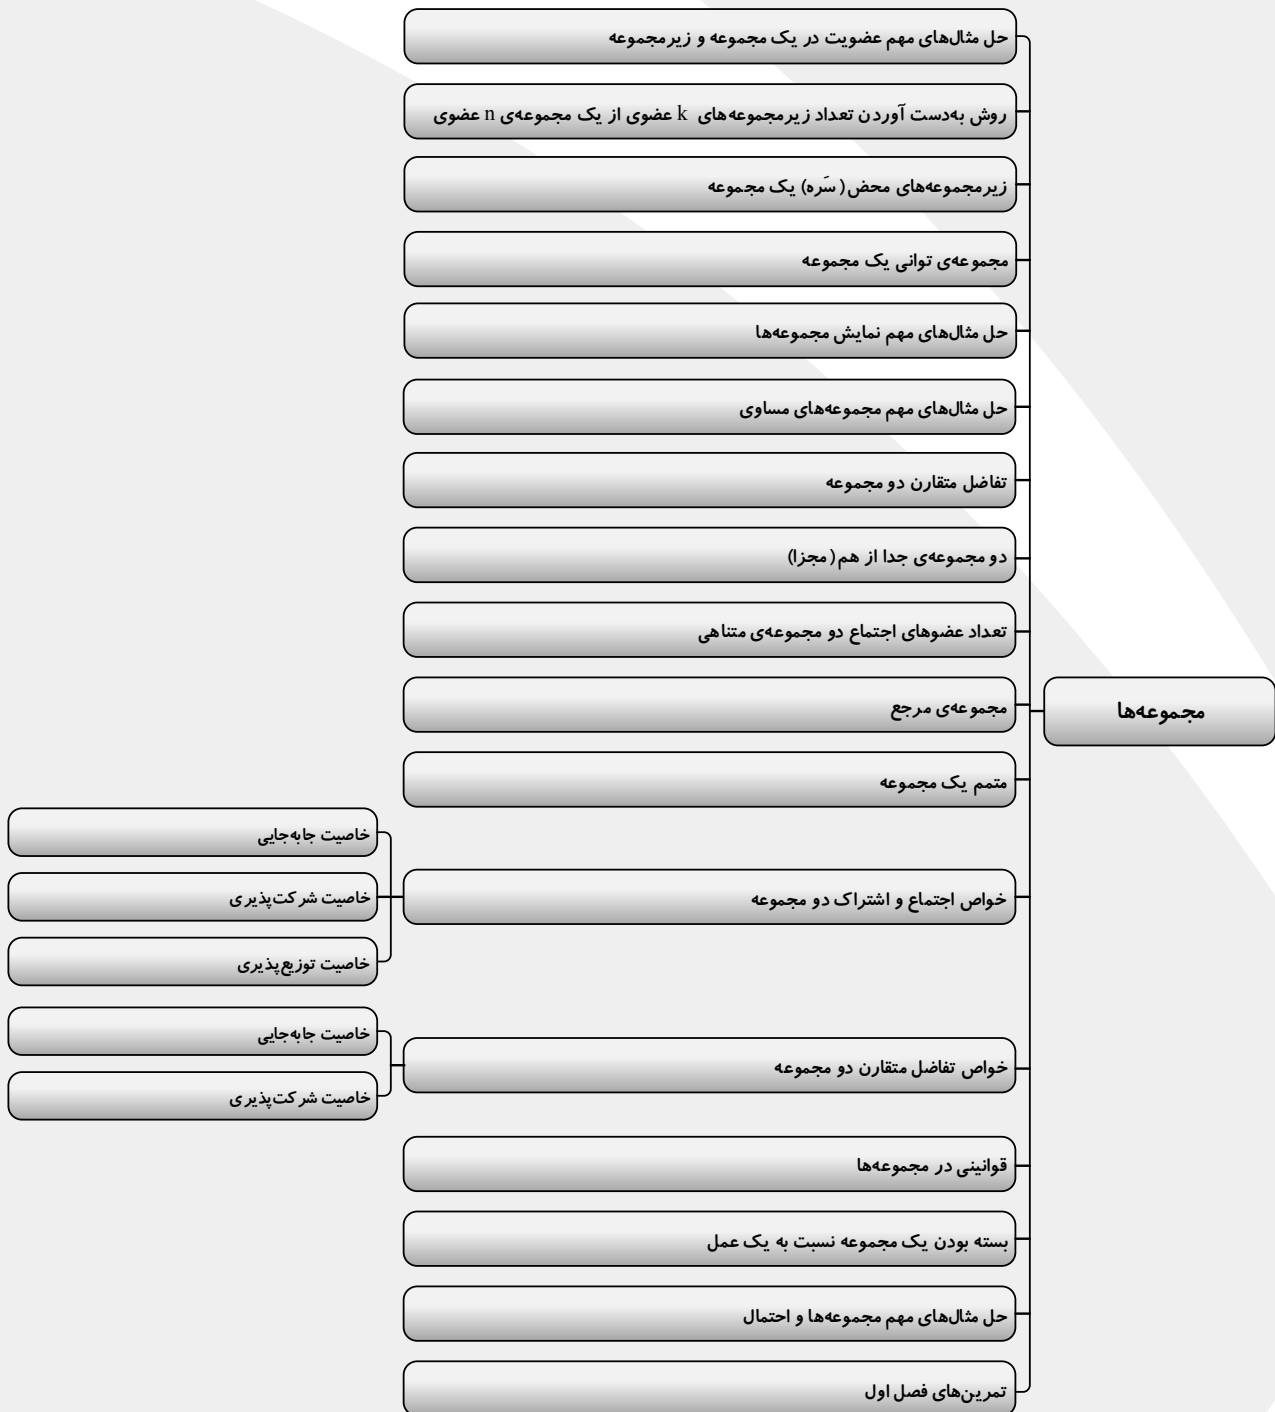 مجموعه‌ها
حل مثال‌های مهم عضویت در یک مجموعه و زیرمجموعه
روش به‌دست آوردن تعداد زیرمجموعه‌های k عضوی از یک مجموعه‌ی n عضوی
زیرمجموعه‌های محض (سَره) یک مجموعه
مجموعه‌ی توانی یک مجموعه
حل مثال‌های مهم نمایش مجموعه‌ها
حل مثال‌های مهم مجموعه‌های مساوی
تفاضل متقارن دو مجموعه
دو مجموعه‌ی جدا از هم (مجزا)
تعداد عضوهای اجتماع دو مجموعه‌ی متناهی
مجموعه‌ی مرجع
متمم یک مجموعه
خواص اجتماع و اشتراک دو مجموعه
خاصیت جابه‌جایی
خاصیت شرکت‌پذیری
خاصیت توزیع‌پذیری
خواص تفاضل متقارن دو مجموعه
خاصیت جابه‌جایی
خاصیت شرکت‌پذیری
قوانینی در مجموعه‌ها
بسته بودن یک مجموعه نسبت به یک عمل
حل مثال‌های مهم مجموعه‌ها و احتمال
تمرین‌های فصل اول